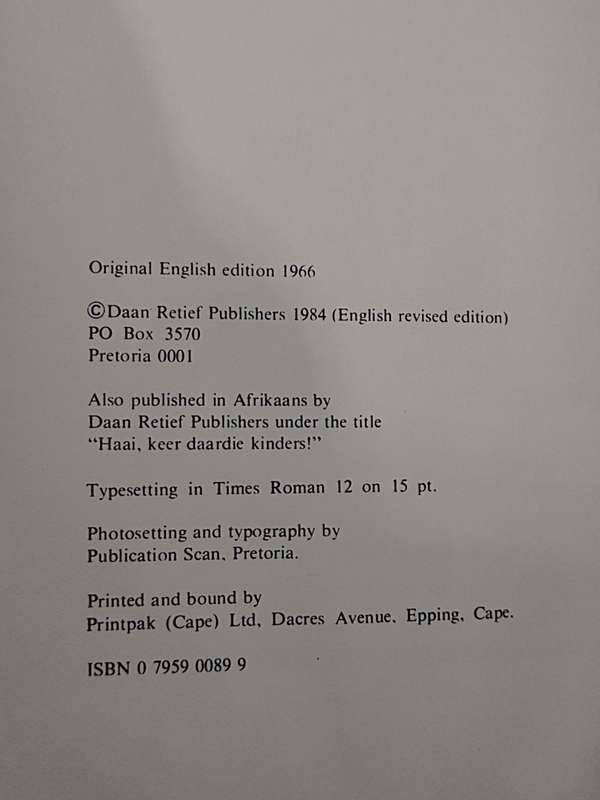 Original English edition 1966
©Daan Retief Publishers 1984 (English revised edition)
PO Box 3570
Pretoria 0001
Also published in Afrikaans by
Daan Retief Publishers under the title
“Haai, keer daardie kinders!”
Typesetting in Times Roman 12 on 15 pt.
Photosetting and typography by
Publication Scan, Pretoria.
Printed and bound by
Printpak (Cape) Ltd, Dacres Avenue, Epping, Cape.
ISBN 0 7959 0089 9